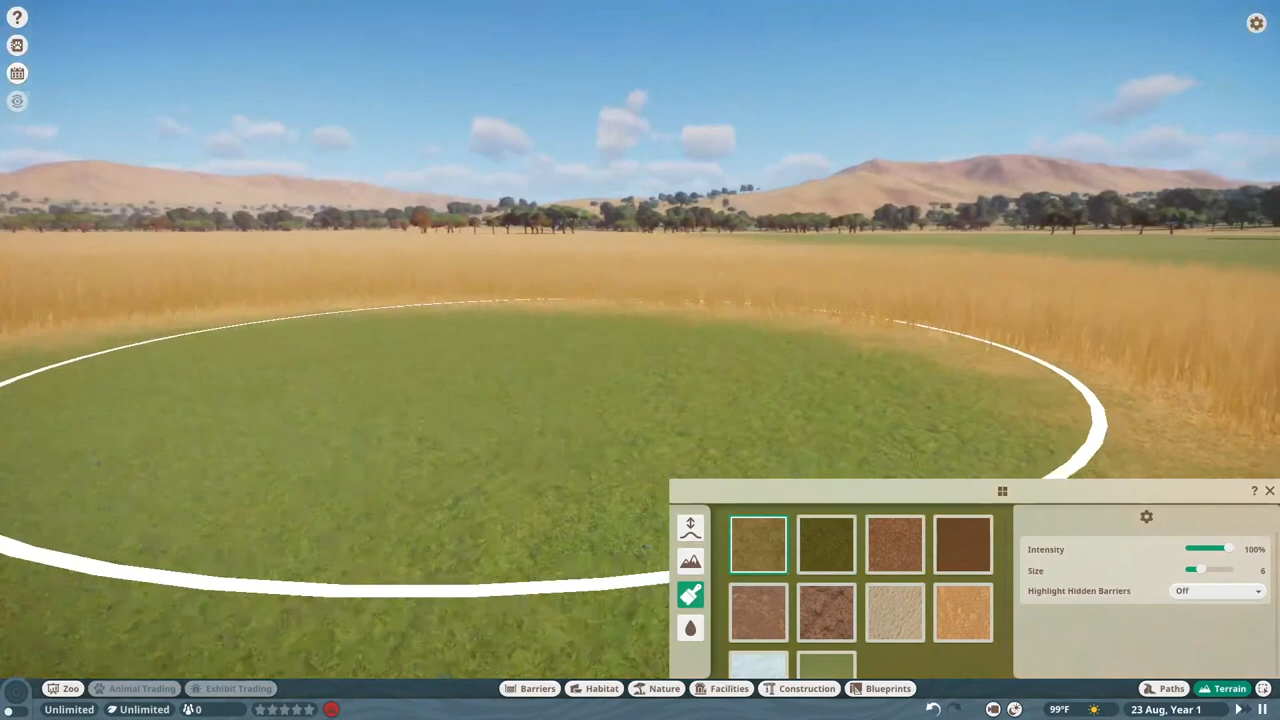 ?
? ×
Intensity 100%
Size 6
Highlight Hidden Barriers Off
Zoo Animal Trading Exhibit Trading Barriers Habitat Nature Facilities Construction Blueprints Paths Terrain
Unlimited Unlimited 0 99°F 23 Aug, Year 1